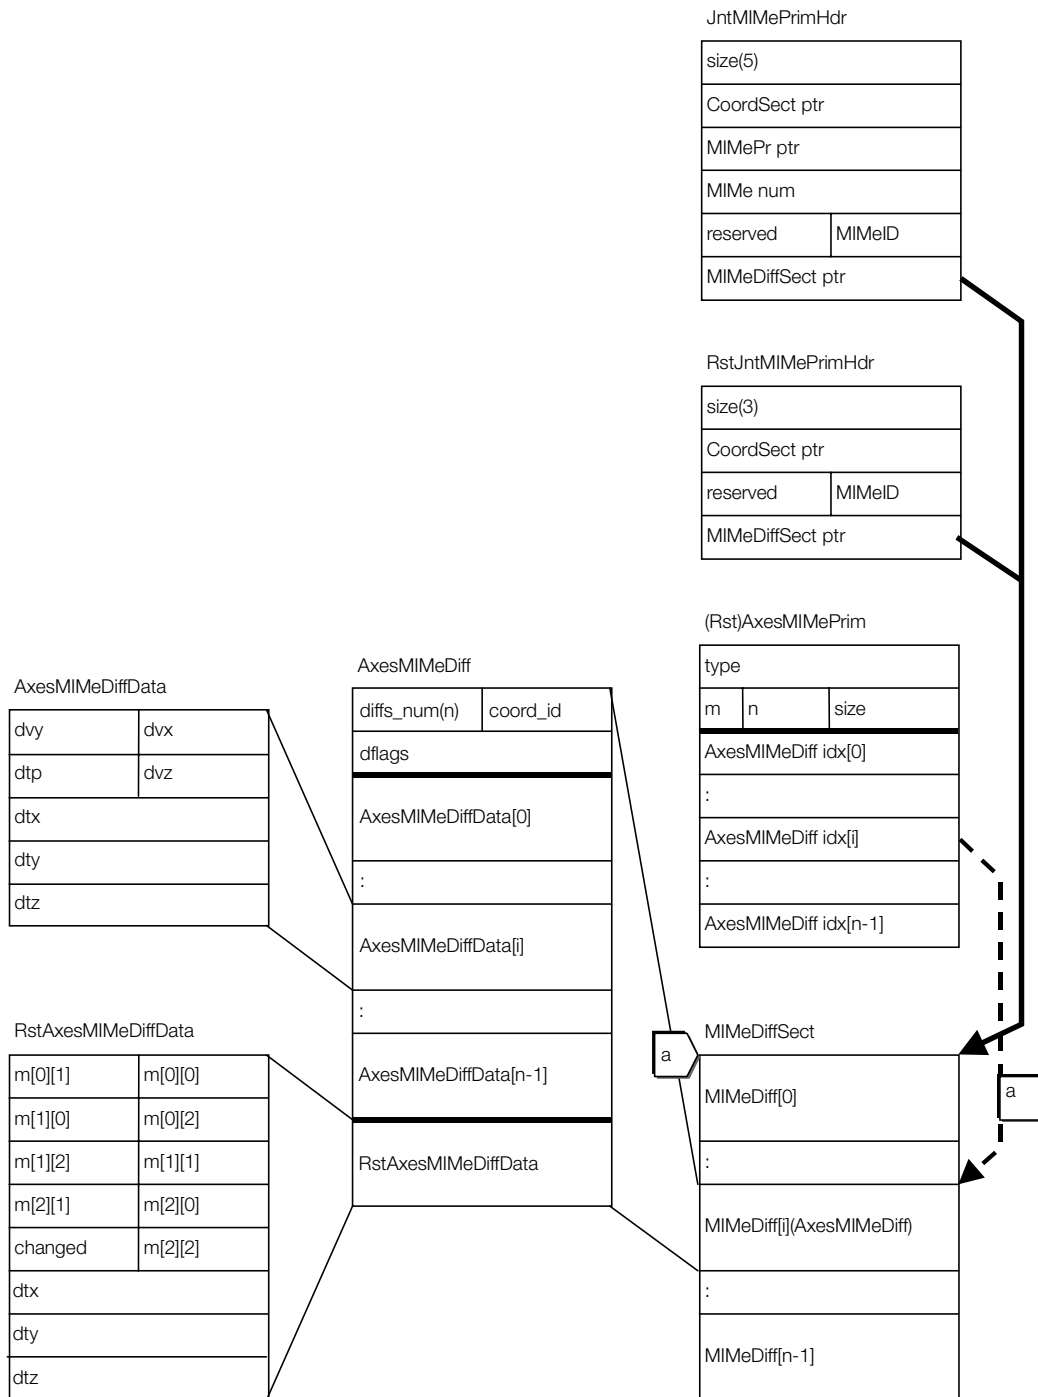 JntMIMePrimHdr
size(5)
CoordSect ptr
MIMePr ptr
MIMe num
reserved MIMeID
MIMeDiffSect ptr
RstJntMIMePrimHdr
size(3)
CoordSect ptr
reserved MIMeID
MIMeDiffSect ptr
(Rst)AxesMIMePrim
type
m n size
AxesMIMeDiff idx[0]
:
AxesMIMeDiff idx[i]
:
AxesMIMeDiff idx[n-1]
AxesMIMeDiff
diffs_num(n) coord_id
dflags
AxesMIMeDiffData[0]
:
AxesMIMeDiffData[i]
:
AxesMIMeDiffData[n-1]
RstAxesMIMeDiffData
AxesMIMeDiffData
dvy dvx
dtp dvz
dtx
dty
dtz
RstAxesMIMeDiffData
m[0][1] m[0][0]
m[1][0] m[0][2]
m[1][2] m[1][1]
m[2][1] m[2][0]
changed m[2][2]
dtx
dty
dtz
MIMeDiffSect
a
a
MIMeDiff[0]
:
MIMeDiff[i](AxesMIMeDiff)
:
MIMeDiff[n-1]